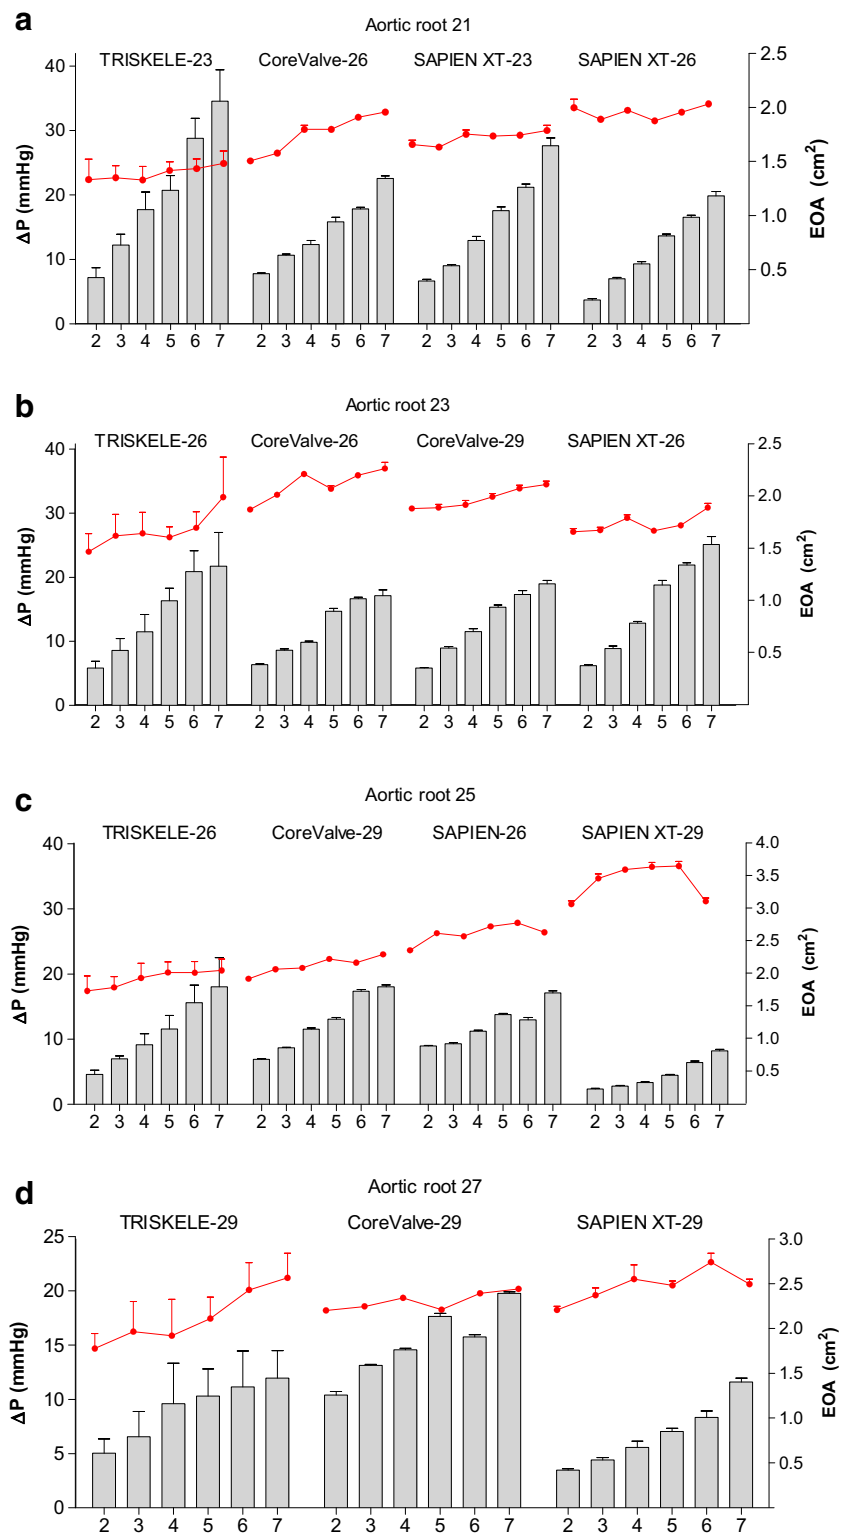 a
Aortic root 21
TRISKELE-23 CoreValve-26 SAPIEN XT-23 SAPIEN XT-26
ΔP (mmHg)
40
30
20
10
0
2.5
2.0
1.5
1.0
0.5
EOA (cm²)
2 3 4 5 6 7 2 3 4 5 6 7 2 3 4 5 6 7 2 3 4 5 6 7
b
Aortic root 23
TRISKELE-26 CoreValve-26 CoreValve-29 SAPIEN XT-26
ΔP (mmHg)
40
30
20
10
0
2.5
2.0
1.5
1.0
0.5
EOA (cm²)
2 3 4 5 6 7 2 3 4 5 6 7 2 3 4 5 6 7 2 3 4 5 6 7
c
Aortic root 25
TRISKELE-26 CoreValve-29 SAPIEN-26 SAPIEN XT-29
ΔP (mmHg)
40
30
20
10
0
4.0
3.5
3.0
2.5
2.0
1.5
1.0
0.5
EOA (cm²)
2 3 4 5 6 7 2 3 4 5 6 7 2 3 4 5 6 7 2 3 4 5 6 7
d
Aortic root 27
TRISKELE-29 CoreValve-29 SAPIEN XT-29
ΔP (mmHg)
25
20
15
10
5
0
3.0
2.5
2.0
1.5
1.0
0.5
EOA (cm²)
2 3 4 5 6 7 2 3 4 5 6 7 2 3 4 5 6 7